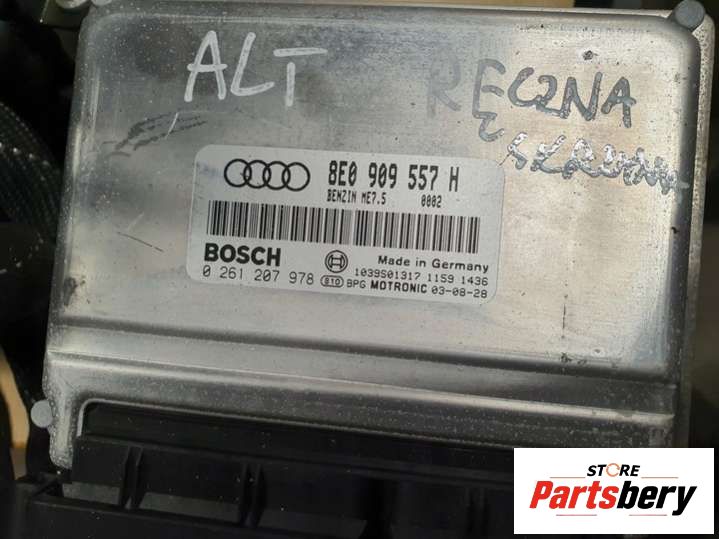 ALT RĘCZNA
8E0 909 557 H
BENZIN ME7.5 0002
BOSCH Made in Germany
0 261 207 978 1039S01317 1159 1436
810 BPG MOTRONIC 03-08-28
STORE
Partsbery